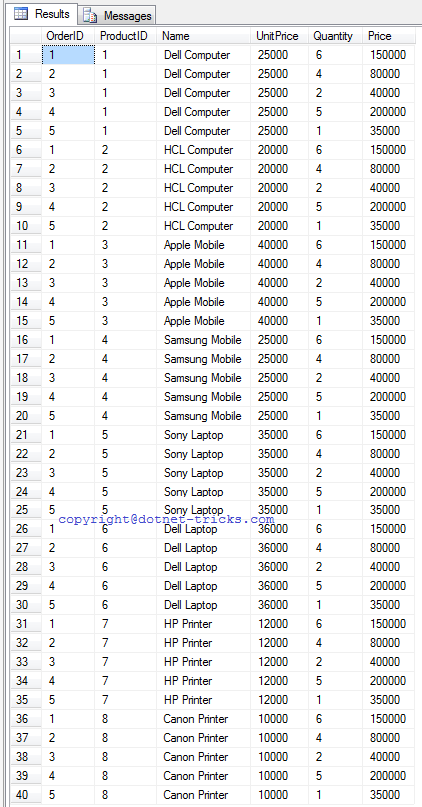 Results Messages
OrderID ProductID Name UnitPrice Quantity Price
1 1 1 Dell Computer 25000 6 150000
2 2 1 Dell Computer 25000 4 80000
3 3 1 Dell Computer 25000 2 40000
4 4 1 Dell Computer 25000 5 200000
5 5 1 Dell Computer 25000 1 35000
6 1 2 HCL Computer 20000 6 150000
7 2 2 HCL Computer 20000 4 80000
8 3 2 HCL Computer 20000 2 40000
9 4 2 HCL Computer 20000 5 200000
10 5 2 HCL Computer 20000 1 35000
11 1 3 Apple Mobile 40000 6 150000
12 2 3 Apple Mobile 40000 4 80000
13 3 3 Apple Mobile 40000 2 40000
14 4 3 Apple Mobile 40000 5 200000
15 5 3 Apple Mobile 40000 1 35000
16 1 4 Samsung Mobile 25000 6 150000
17 2 4 Samsung Mobile 25000 4 80000
18 3 4 Samsung Mobile 25000 2 40000
19 4 4 Samsung Mobile 25000 5 200000
20 5 4 Samsung Mobile 25000 1 35000
21 1 5 Sony Laptop 35000 6 150000
22 2 5 Sony Laptop 35000 4 80000
23 3 5 Sony Laptop 35000 2 40000
24 4 5 Sony Laptop 35000 5 200000
25 5 5 Sony Laptop 35000 1 35000
copyright@dotnet-tricks.com
26 1 6 Dell Laptop 36000 6 150000
27 2 6 Dell Laptop 36000 4 80000
28 3 6 Dell Laptop 36000 2 40000
29 4 6 Dell Laptop 36000 5 200000
30 5 6 Dell Laptop 36000 1 35000
31 1 7 HP Printer 12000 6 150000
32 2 7 HP Printer 12000 4 80000
33 3 7 HP Printer 12000 2 40000
34 4 7 HP Printer 12000 5 200000
35 5 7 HP Printer 12000 1 35000
36 1 8 Canon Printer 10000 6 150000
37 2 8 Canon Printer 10000 4 80000
38 3 8 Canon Printer 10000 2 40000
39 4 8 Canon Printer 10000 5 200000
40 5 8 Canon Printer 10000 1 35000